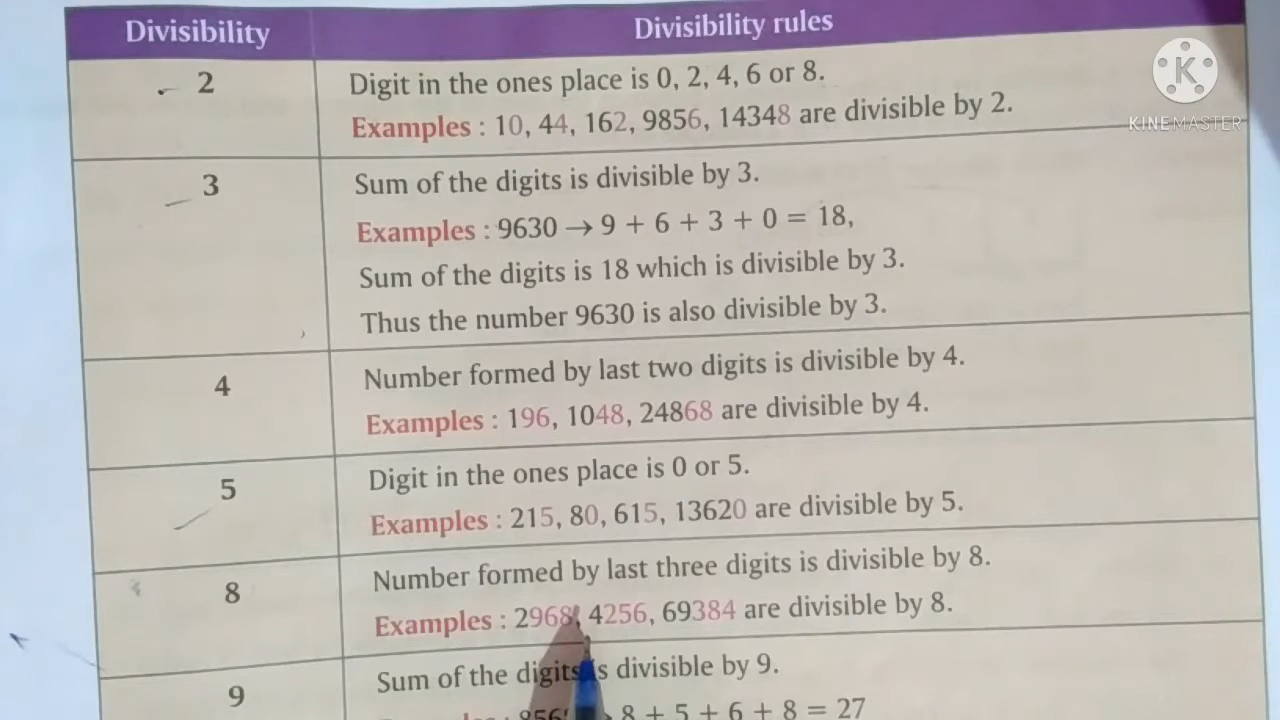 Divisibility Divisibility rules
2 Digit in the ones place is 0, 2, 4, 6 or 8.
Examples : 10, 44, 162, 9856, 14348 are divisible by 2.
3 Sum of the digits is divisible by 3.
Examples : 9630 → 9 + 6 + 3 + 0 = 18,
Sum of the digits is 18 which is divisible by 3.
Thus the number 9630 is also divisible by 3.
4 Number formed by last two digits is divisible by 4.
Examples : 196, 1048, 24868 are divisible by 4.
5 Digit in the ones place is 0 or 5.
Examples : 215, 80, 615, 13620 are divisible by 5.
8 Number formed by last three digits is divisible by 8.
Examples : 2968, 4256, 69384 are divisible by 8.
9 Sum of the digits is divisible by 9.
8 + 5 + 6 + 8 = 27
K
KINEMASTER